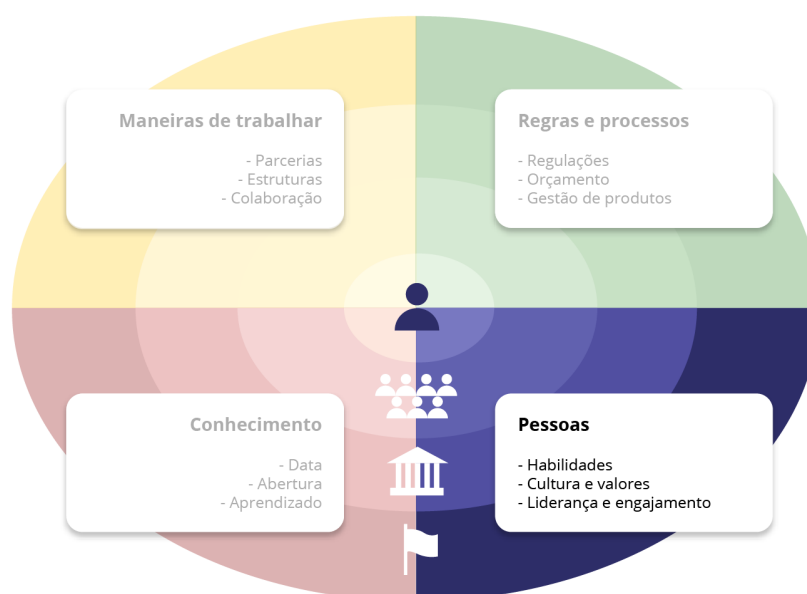 Maneiras de trabalhar
- Parcerias
- Estruturas
- Colaboração
Regras e processos
- Regulações
- Orçamento
- Gestão de produtos
Conhecimento
- Data
- Abertura
- Aprendizado
Pessoas
- Habilidades
- Cultura e valores
- Liderança e engajamento